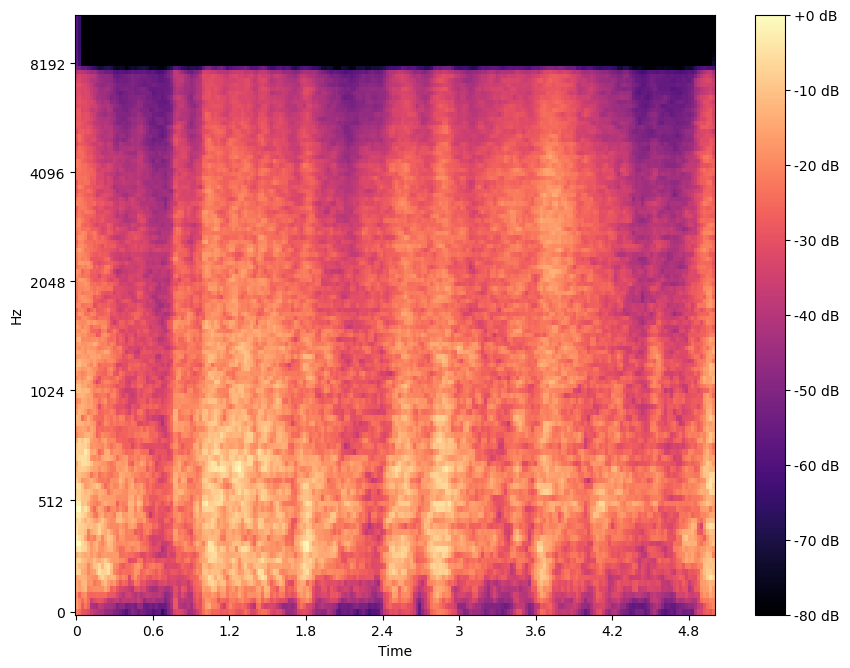 +0 dB
8192
-10 dB
4096
-20 dB
-30 dB
2048
Hz
-40 dB
1024
-50 dB
512
-60 dB
-70 dB
0
-80 dB
0 0.6 1.2 1.8 2.4 3 3.6 4.2 4.8
Time